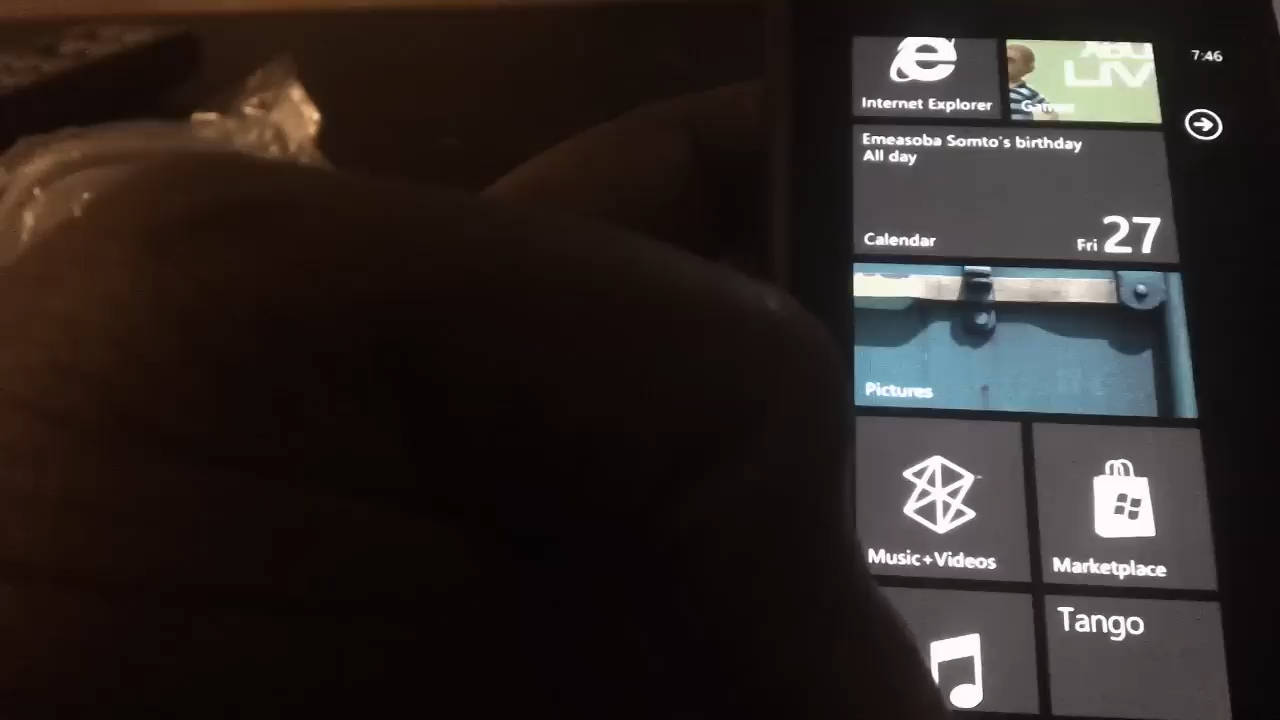 7:46
Internet Explorer
Games
Emeasoba Somto's birthday
All day
Calendar
Fri 27
Pictures
Music+Videos
Marketplace
Tango